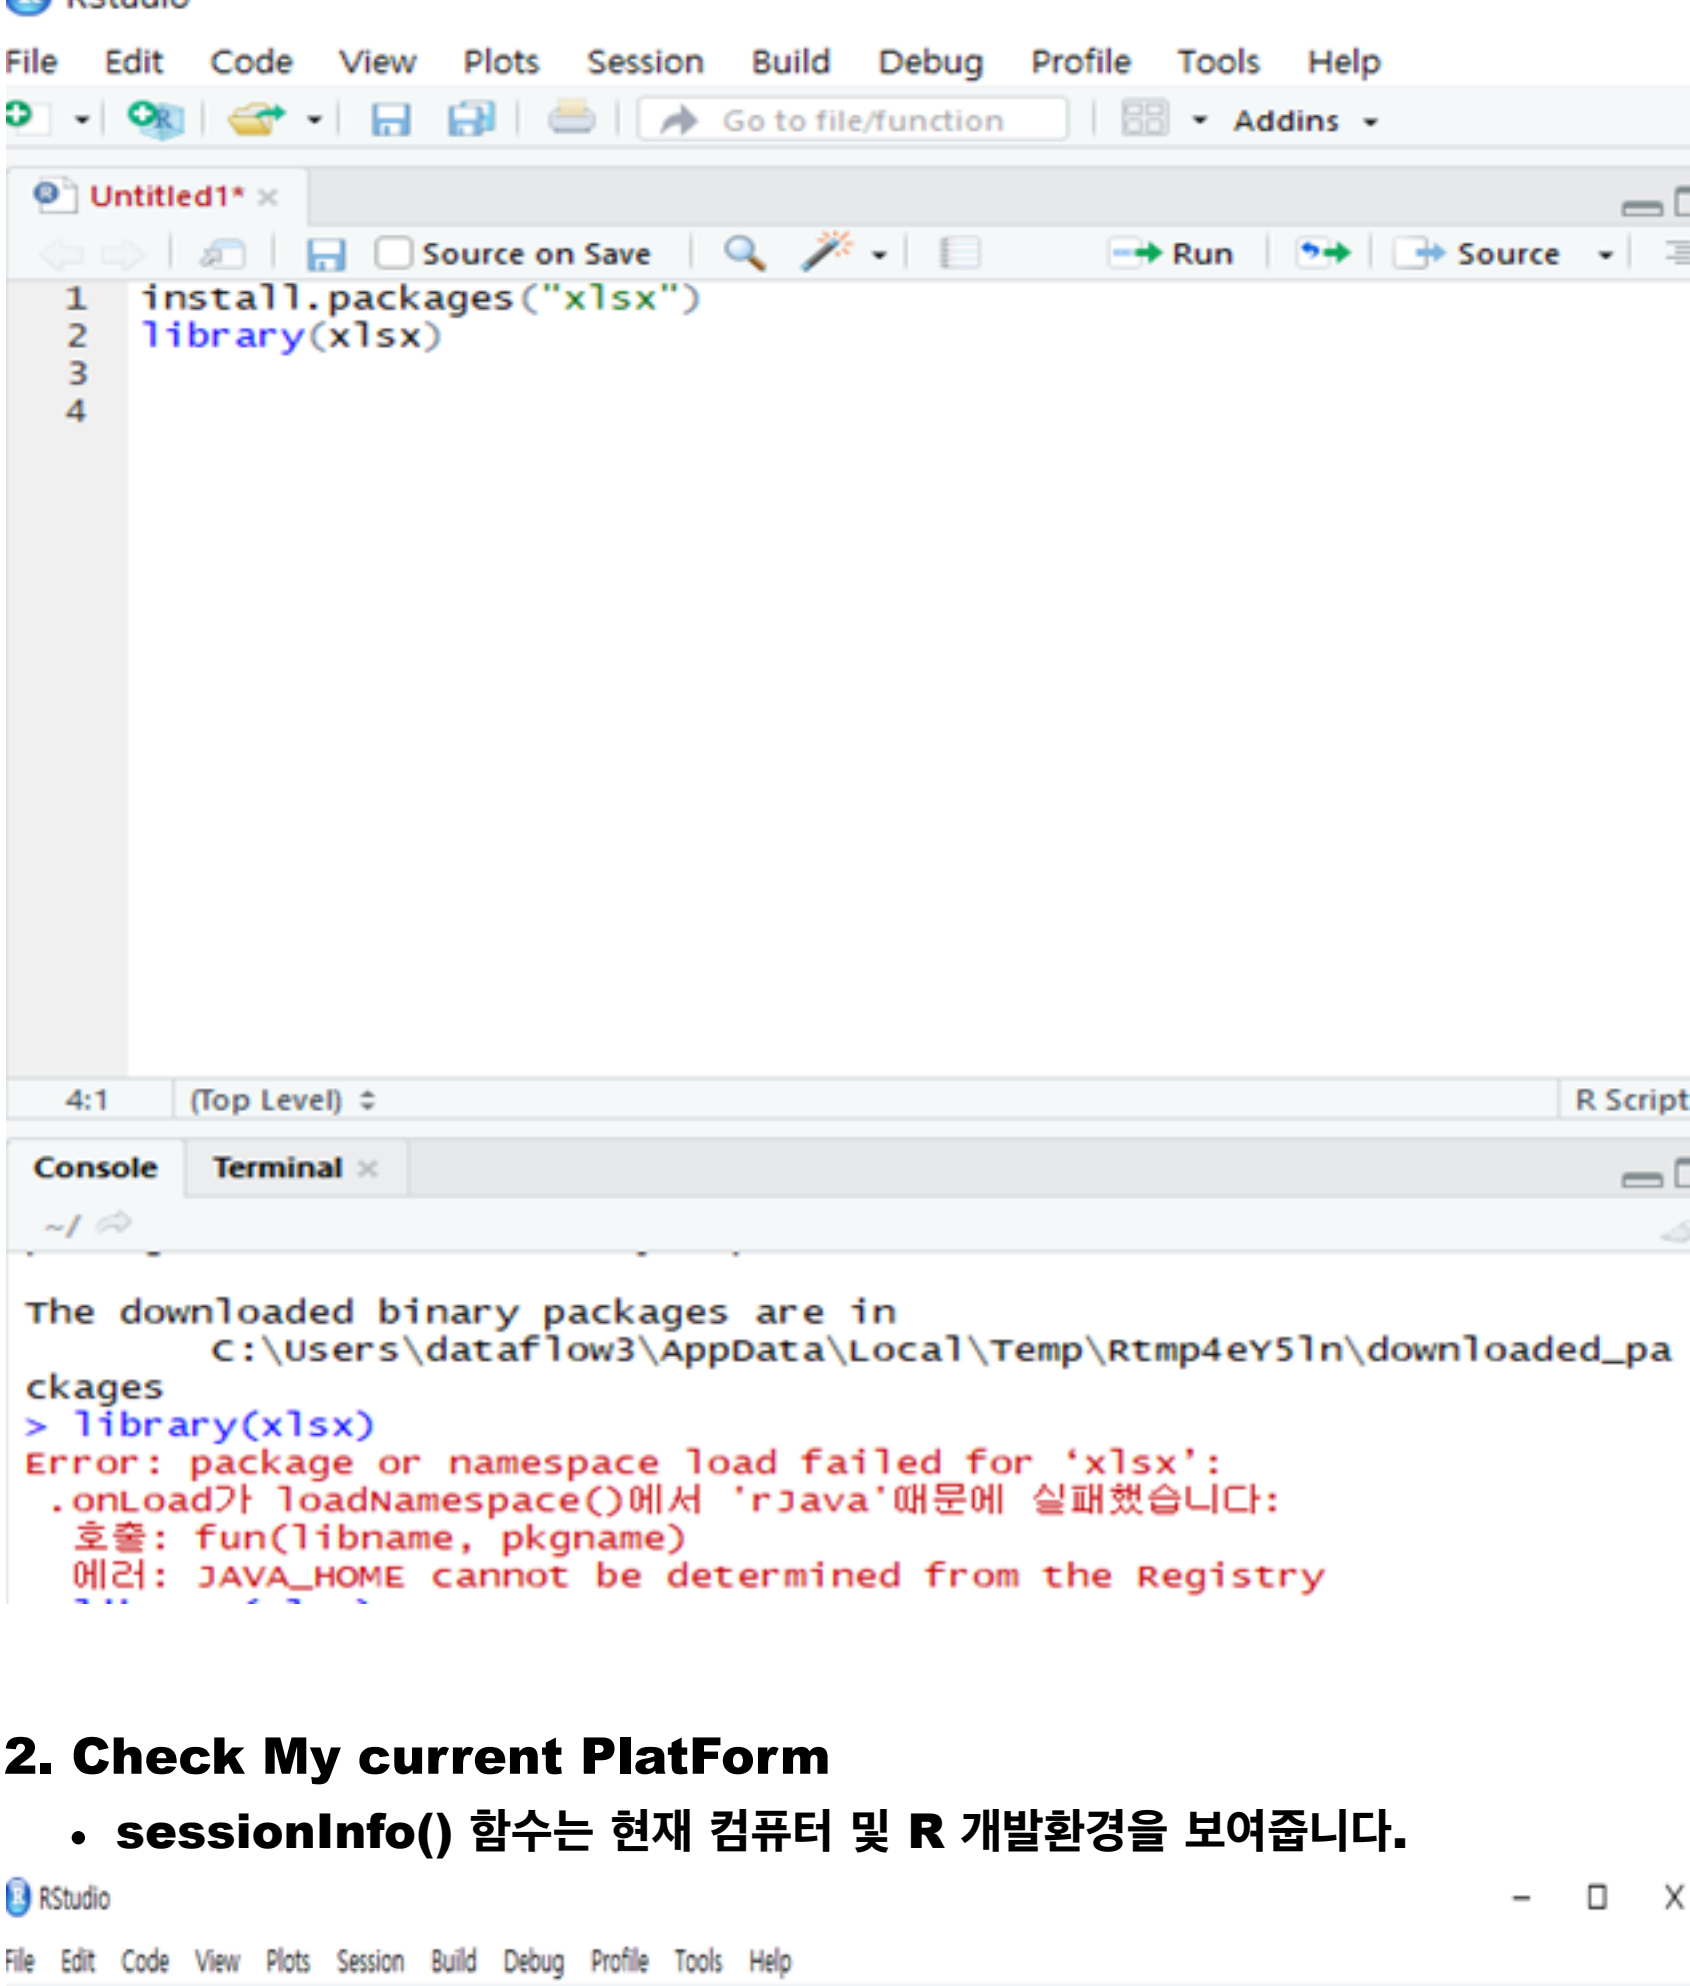 RStudio
File Edit Code View Plots Session Build Debug Profile Tools Help
Go to file/function Addins
Untitled1*
Source on Save Run Source
1 install.packages("xlsx")
2 library(xlsx)
3
4
4:1 (Top Level) R Script
Console Terminal
~/
The downloaded binary packages are in
C:\Users\dataflow3\AppData\Local\Temp\Rtmp4eY5ln\downloaded_pa
ckages
> library(xlsx)
Error: package or namespace load failed for ‘xlsx’:
.onLoad가 loadNamespace()에서 'rJava'때문에 실패했습니다:
호출: fun(libname, pkgname)
에러: JAVA_HOME cannot be determined from the Registry
2. Check My current PlatForm
• sessionInfo() 함수는 현재 컴퓨터 및 R 개발환경을 보여줍니다.
RStudio
File Edit Code View Plots Session Build Debug Profile Tools Help